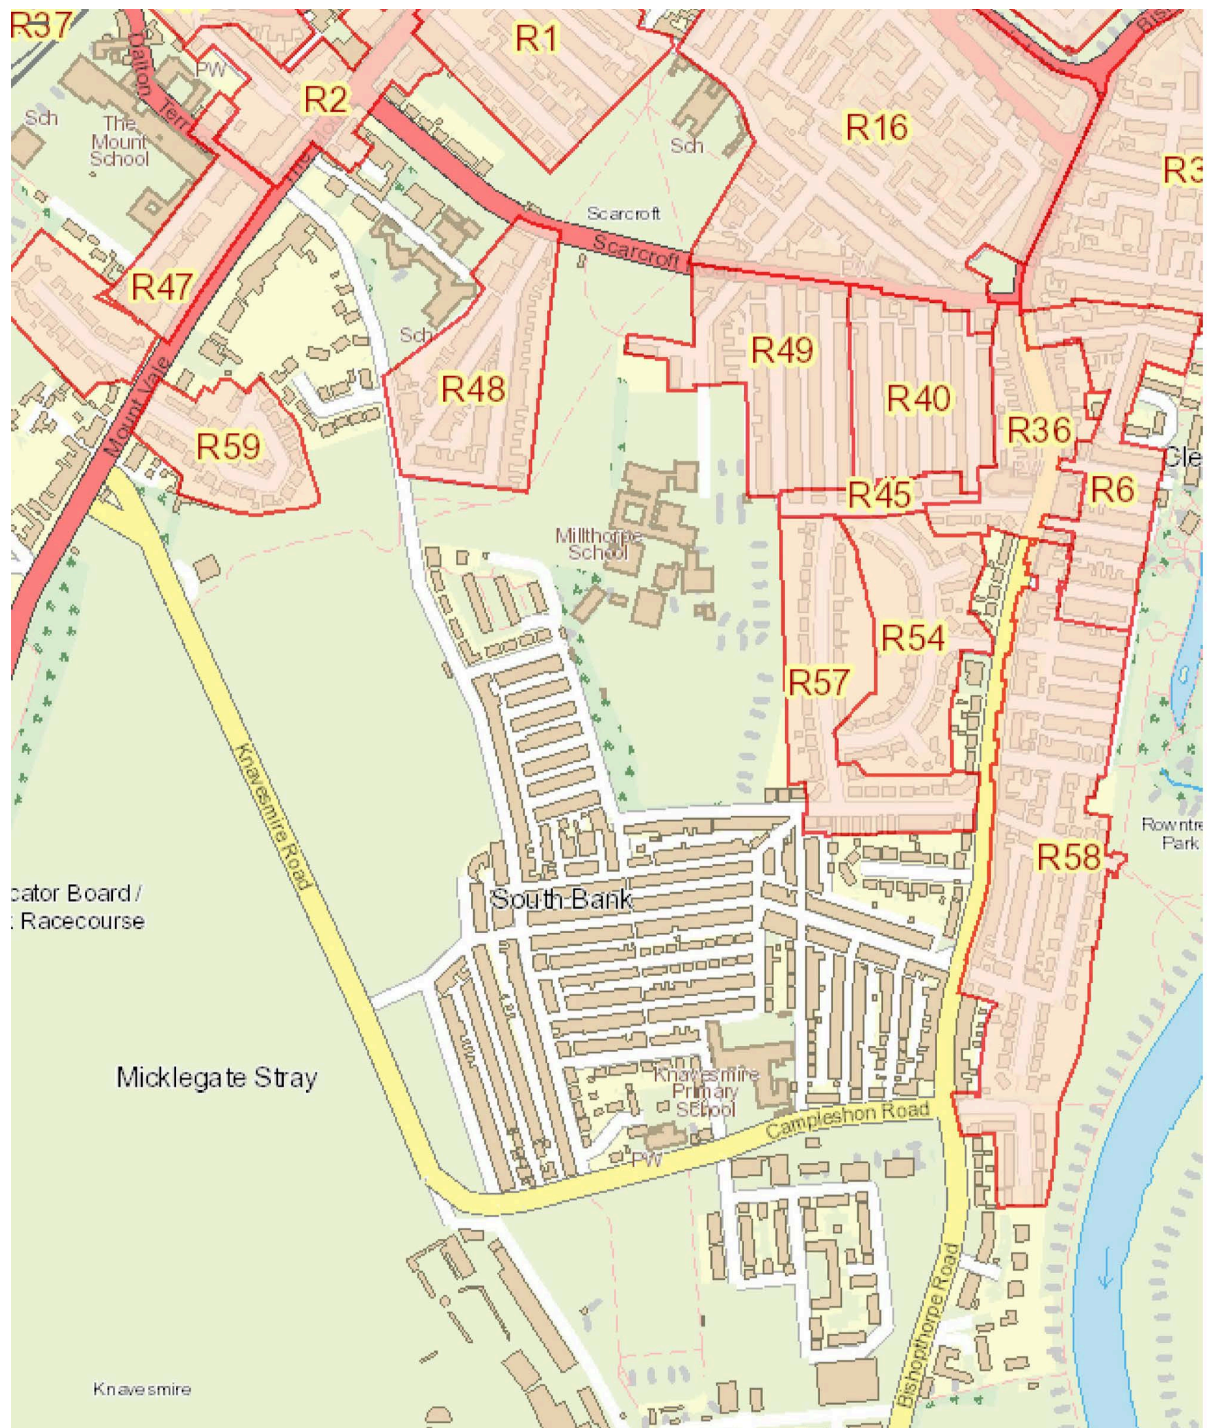 R37
R1
Dalton Terr
PW
R2
R16
Sch
The
Mount
School
Sch
R3
Scarcroft
Scarcroft
R47
Sch
R49
R48
R40
Mount Vale
R59
R36
Cle
R45
R6
Millthorpe
School
R54
R57
Knavesmire Road
Rowntre
Park
R58
cator Board /
Racecourse
South Bank
Micklegate Stray
Knavesmire
Primary
School
Campleshon Road
PW
Bishopthorpe Road
Knavesmire